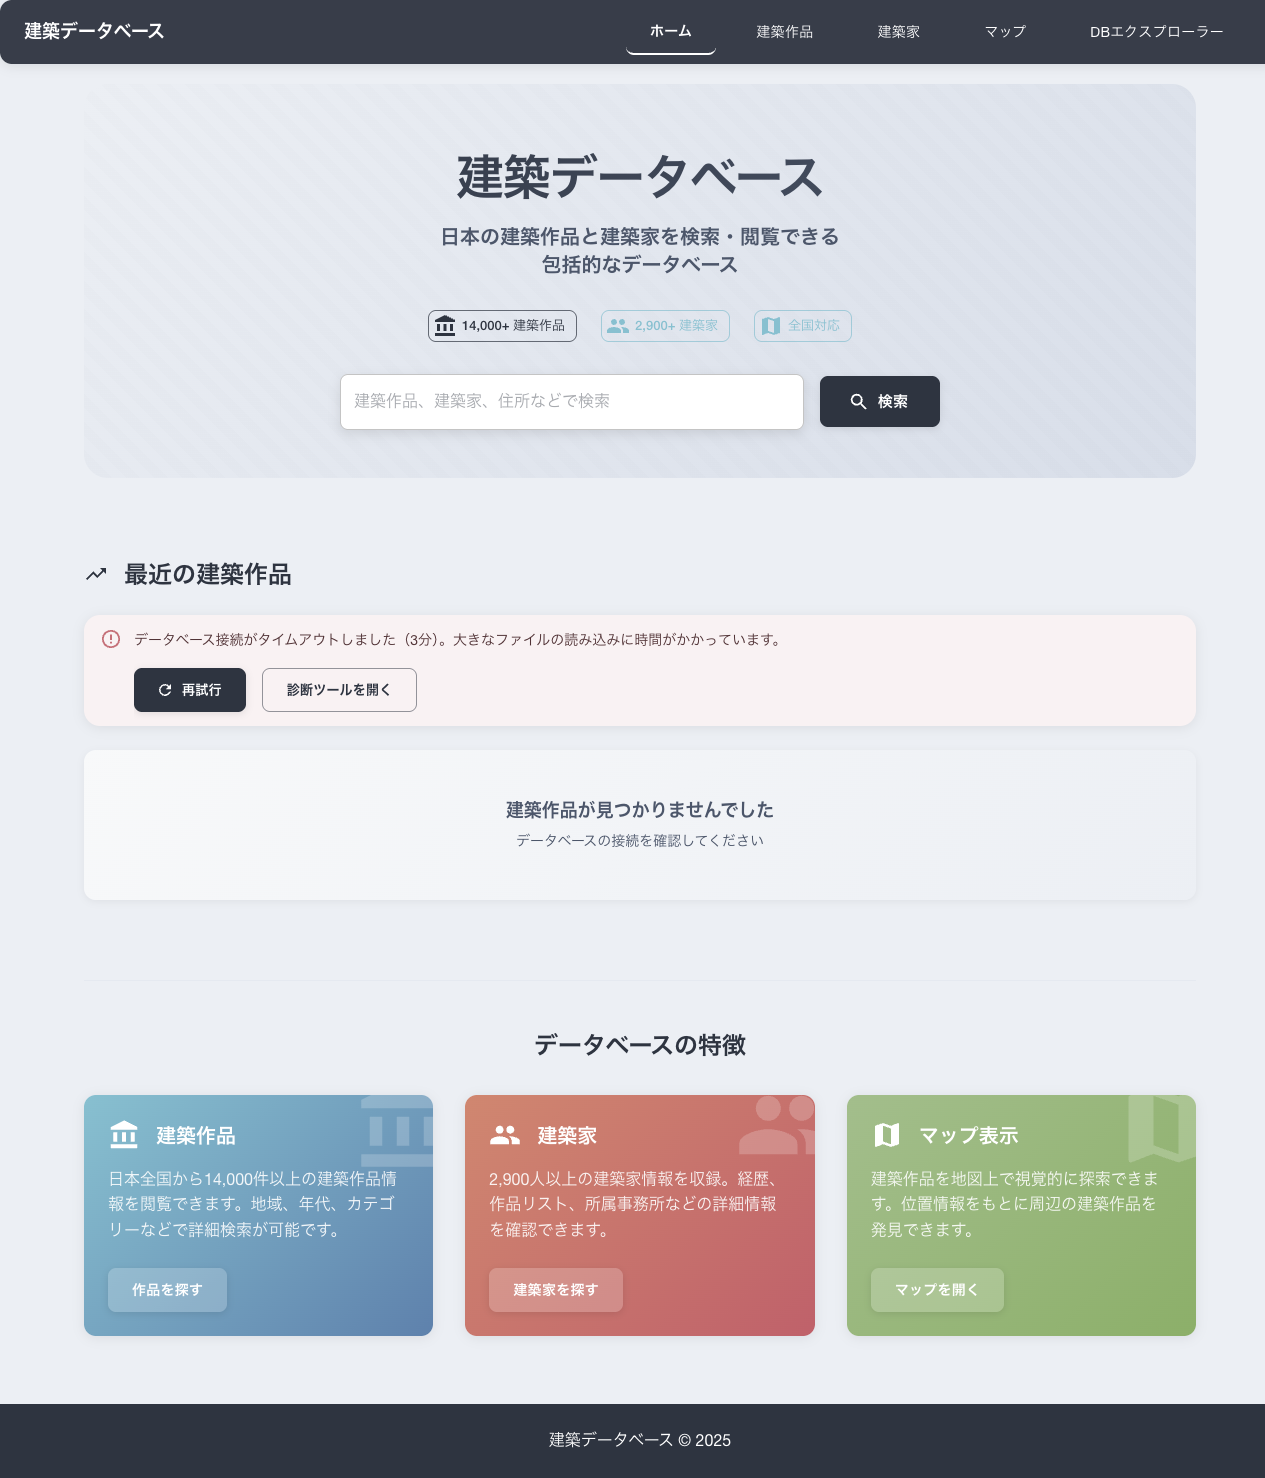 建築データベース
ホーム
建築作品
建築家
マップ
DBエクスプローラー
建築データベース
日本の建築作品と建築家を検索・閲覧できる
包括的なデータベース
14,000+ 建築作品
2,900+ 建築家
全国対応
建築作品、建築家、住所などで検索
検索
最近の建築作品
データベース接続がタイムアウトしました（3分）。大きなファイルの読み込みに時間がかかっています。
再試行
診断ツールを開く
建築作品が見つかりませんでした
データベースの接続を確認してください
データベースの特徴
建築作品
日本全国から14,000件以上の建築作品情
報を閲覧できます。地域、年代、カテゴ
リーなどで詳細検索が可能です。
作品を探す
建築家
2,900人以上の建築家情報を収録。経歴、
作品リスト、所属事務所などの詳細情報
を確認できます。
建築家を探す
マップ表示
建築作品を地図上で視覚的に探索できま
す。位置情報をもとに周辺の建築作品を
発見できます。
マップを開く
建築データベース © 2025